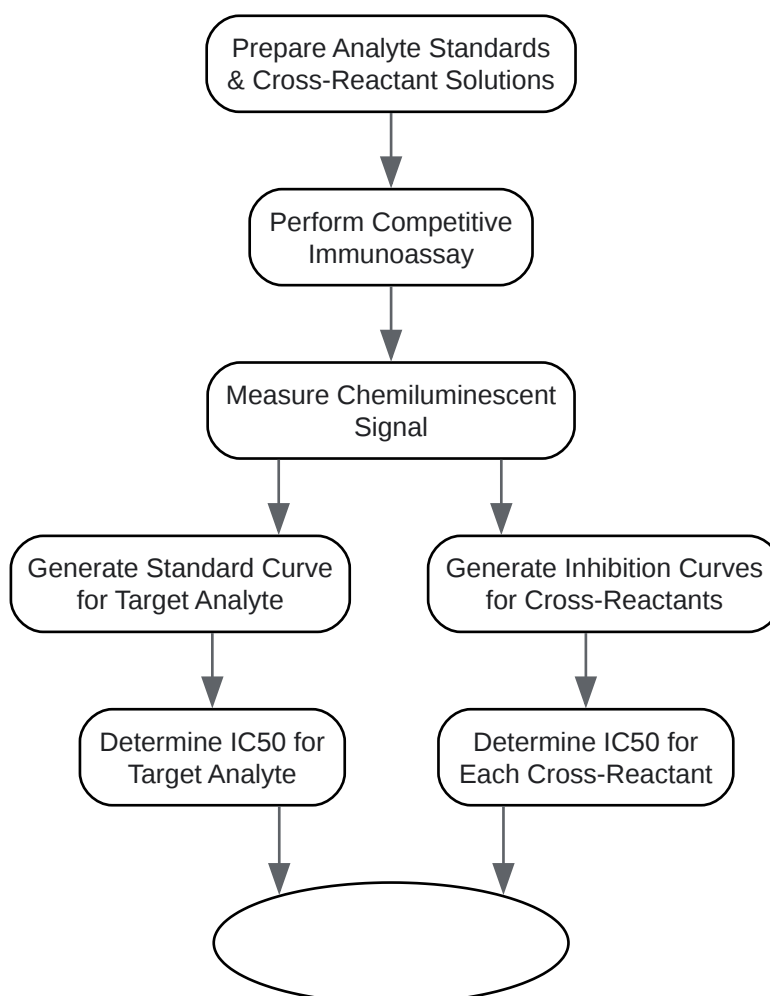 Prepare Analyte Standards
& Cross-Reactant Solutions
Perform Competitive
Immunoassay
Measure Chemiluminescent
Signal
Generate Standard Curve
for Target Analyte
Generate Inhibition Curves
for Cross-Reactants
Determine IC50 for
Target Analyte
Determine IC50 for
Each Cross-Reactant